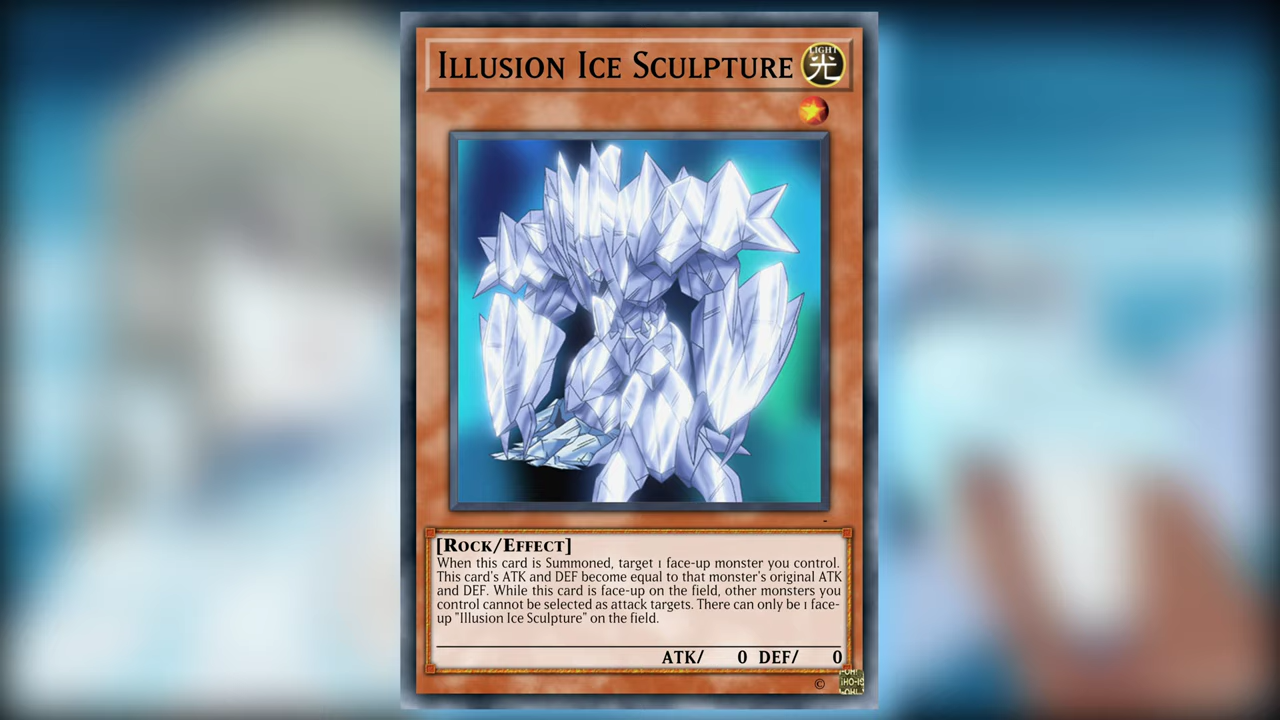 Illusion Ice Sculpture
LIGHT
光
[Rock/Effect]
When this card is Summoned, target 1 face-up monster you control.
This card's ATK and DEF become equal to that monster's original ATK
and DEF. While this card is face-up on the field, other monsters you
control cannot be selected as attack targets. There can only be 1 face-
up "Illusion Ice Sculpture" on the field.
ATK/ 0 DEF/ 0
©